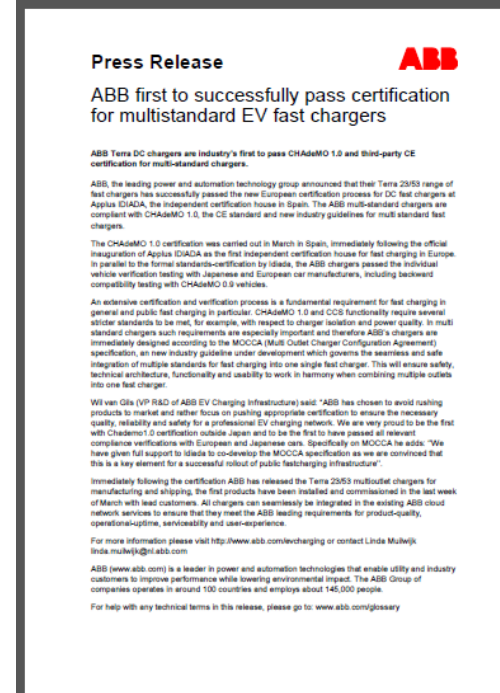 Press Release
ABB
ABB first to successfully pass certification
for multistandard EV fast chargers
ABB Terra DC chargers are industry's first to pass CHAdeMO 1.0 and third-party CE
certification for multi-standard chargers.
ABB, the leading power and automation technology group announced that their Terra 23/53 range of
fast chargers has successfully passed the new European certification process for DC fast chargers at
Applus IDIADA, the independent certification house in Spain. The ABB multi-standard chargers are
compliant with CHAdeMO 1.0, the CE standard and new industry guidelines for multi standard fast
chargers.
The CHAdeMO 1.0 certification was carried out in March in Spain, immediately following the official
inauguration of Applus IDIADA as the first independent certification house for fast charging in Europe.
In parallel to the formal standards-certification by Idiada, the ABB chargers passed the individual
vehicle verification testing with Japanese and European car manufacturers, including backward
compatibility testing with CHAdeMO 0.9 vehicles.
An extensive certification and verification process is a fundamental requirement for fast charging in
general and public fast charging in particular. CHAdeMO 1.0 and CCS functionality require several
stricter standards to be met, for example, with respect to charger isolation and power quality. In multi
standard chargers such requirements are especially important and therefore ABB's chargers are
immediately designed according to the MOCCA (Multi Outlet Charger Configuration Agreement)
specification, an new industry guideline under development which governs the seamless and safe
integration of multiple standards for fast charging into one single fast charger. This will ensure safety,
technical architecture, functionality and usability to work in harmony when combining multiple outlets
into one fast charger.
Wil van Gils (VP R&D of ABB EV Charging Infrastructure) said: "ABB has chosen to avoid rushing
products to market and rather focus on pushing appropriate certification to ensure the necessary
quality, reliability and safety for a professional EV charging network. We are very proud to be the first
with Chademo1.0 certification outside Japan and to be the first to have passed all relevant
compliance verifications with European and Japanese cars. Specifically on MOCCA he adds: "We
have given full support to Idiada to co-develop the MOCCA specification as we are convinced that
this is a key element for a successful rollout of public fastcharging infrastructure".
Immediately following the certification ABB has released the Terra 23/53 multioutlet chargers for
manufacturing and shipping, the first products have been installed and commissioned in the last week
of March with lead customers. All chargers can seamlessly be integrated in the existing ABB cloud
network services to ensure that they meet the ABB leading requirements for product-quality,
operational-uptime, serviceablity and user-experience.
For more information please visit http://www.abb.com/evcharging or contact Linda Muilwijk
linda.muilwijk@nl.abb.com
ABB (www.abb.com) is a leader in power and automation technologies that enable utility and industry
customers to improve performance while lowering environmental impact. The ABB Group of
companies operates in around 100 countries and employs about 145,000 people.
For help with any technical terms in this release, please go to: www.abb.com/glossary